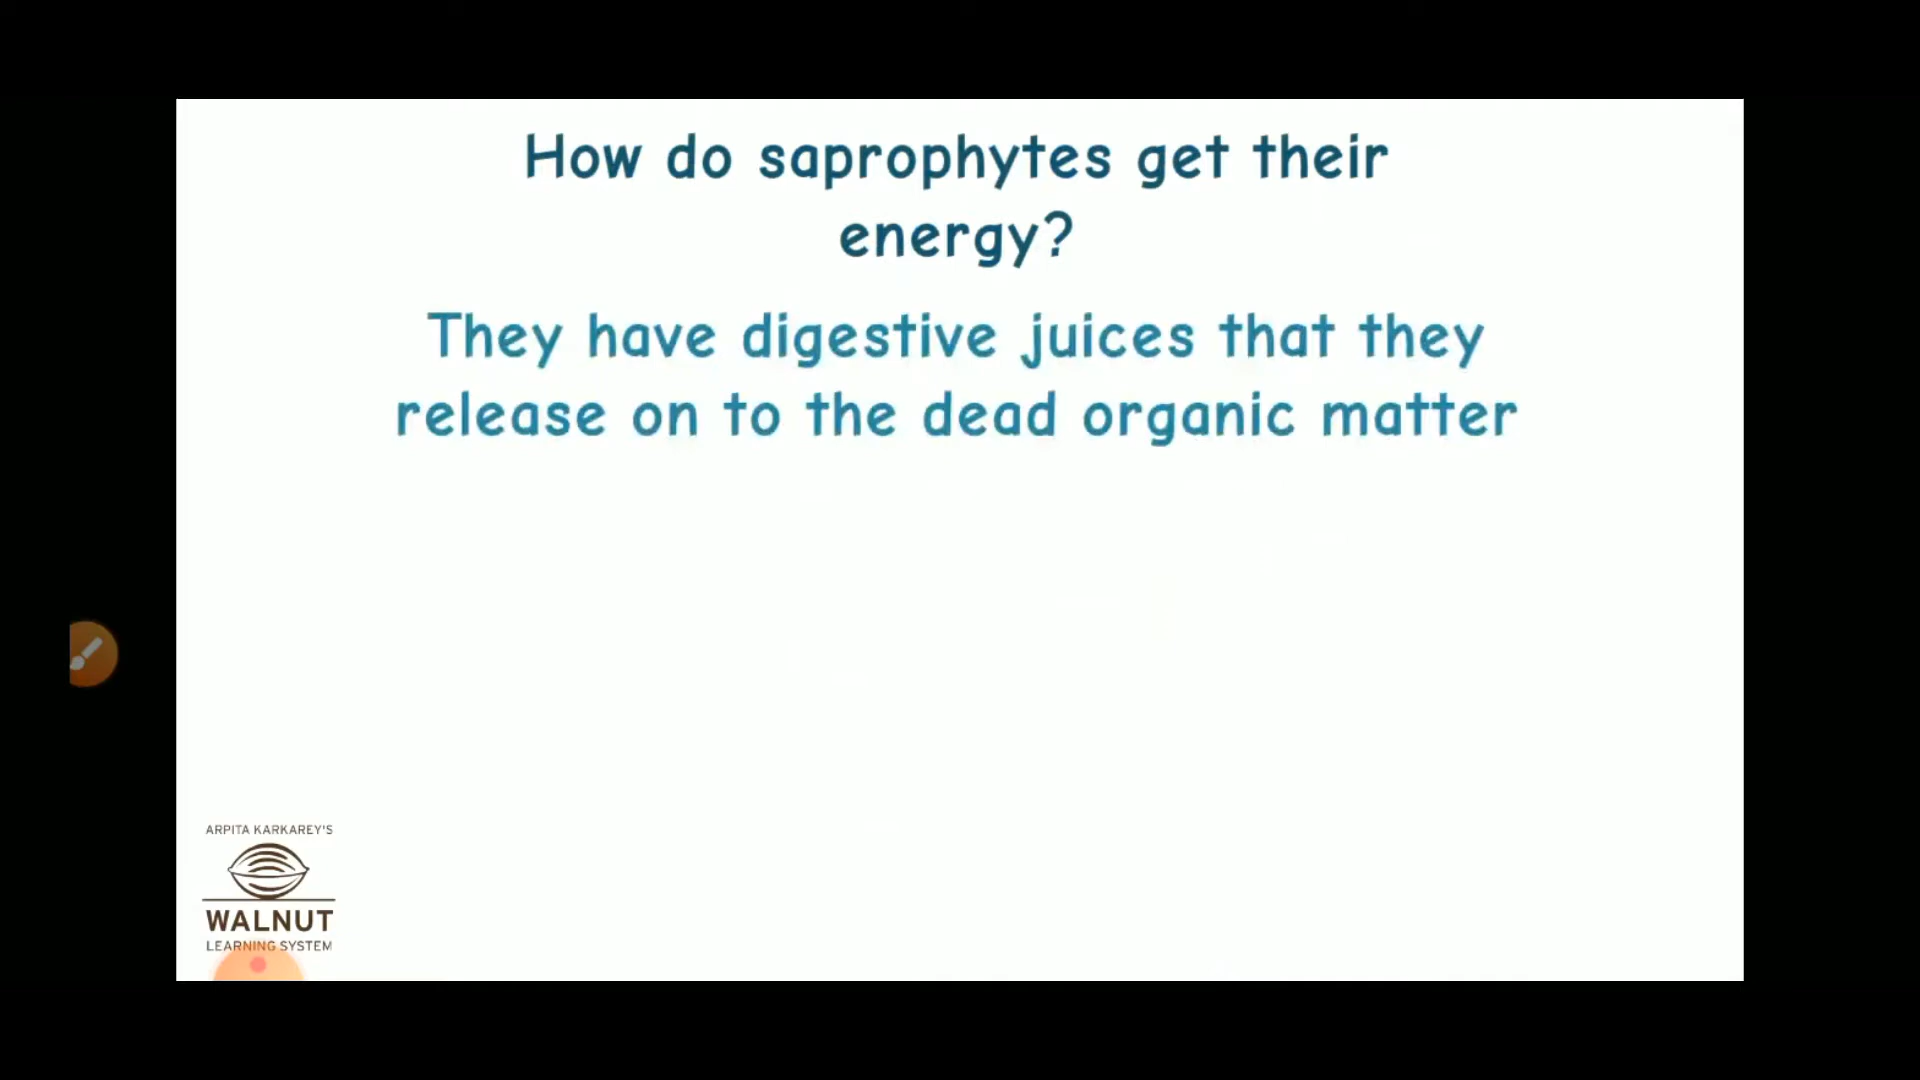 How do saprophytes get their
energy?
They have digestive juices that they
release on to the dead organic matter
ARPITA KARKAREY'S
WALNUT
LEARNING SYSTEM